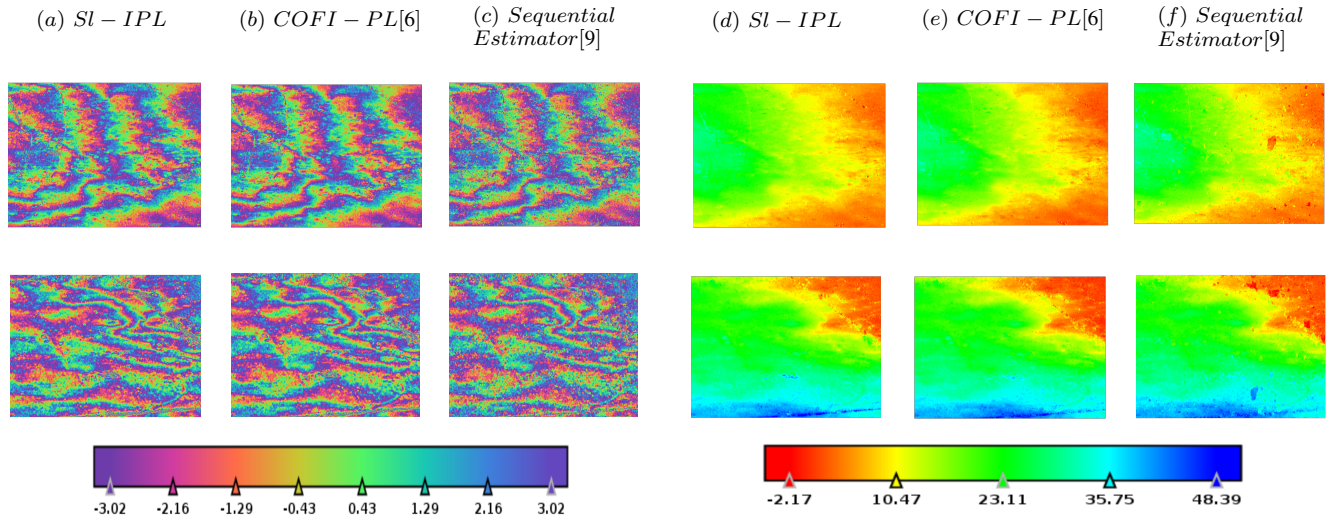 (a) Sl − IPL
(b) COFI − PL[6]
(c) Sequential
Estimator[9]
(d) Sl − IPL
(e) COFI − PL[6]
(f) Sequential
Estimator[9]
-3.02 -2.16 -1.29 -0.43 0.43 1.29 2.16 3.02
-2.17 10.47 23.11 35.75 48.39